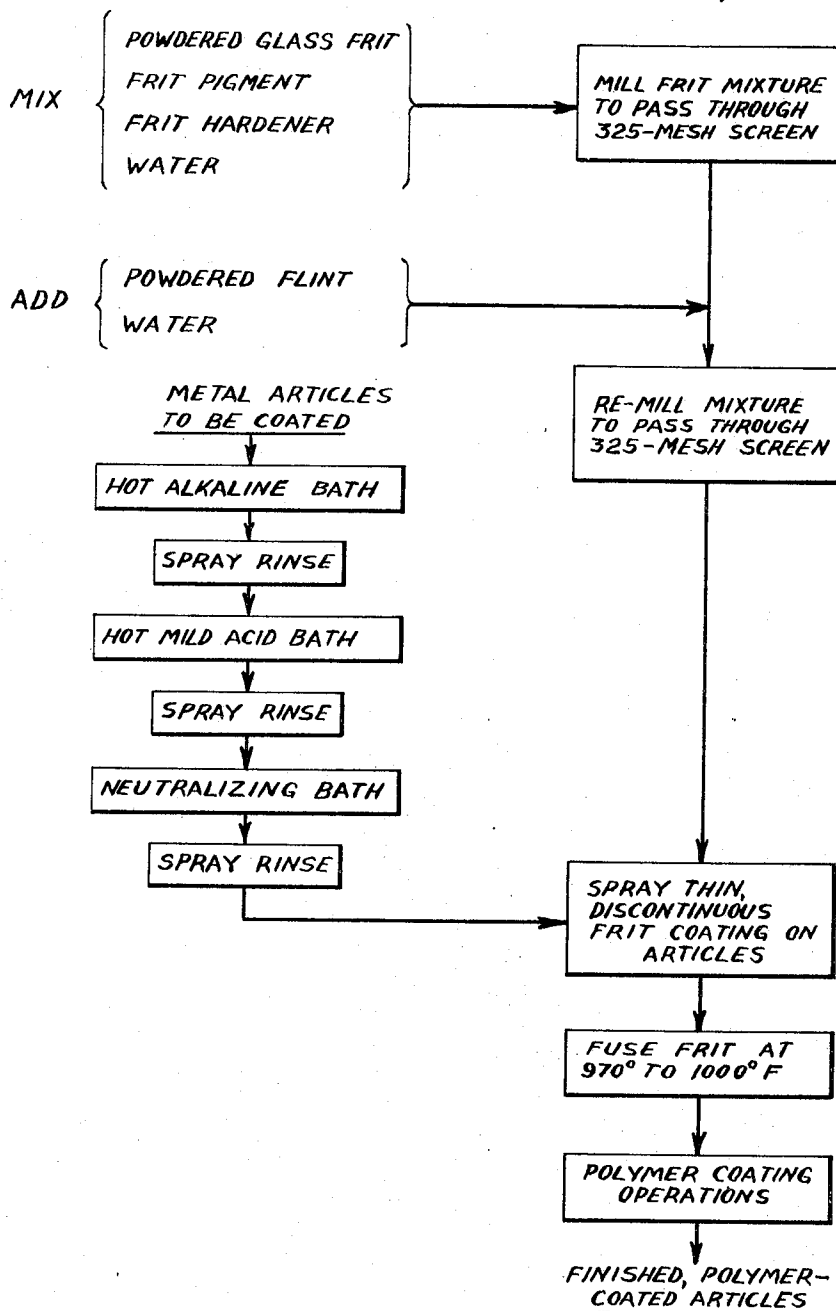 MIX
POWDERED GLASS FRIT
FRIT PIGMENT
FRIT HARDENER
WATER
MILL FRIT MIXTURE
TO PASS THROUGH
325-MESH SCREEN
ADD
POWDERED FLINT
WATER
RE-MILL MIXTURE
TO PASS THROUGH
325-MESH SCREEN
METAL ARTICLES
TO BE COATED
HOT ALKALINE BATH
SPRAY RINSE
HOT MILD ACID BATH
SPRAY RINSE
NEUTRALIZING BATH
SPRAY RINSE
SPRAY THIN,
DISCONTINUOUS
FRIT COATING ON
ARTICLES
FUSE FRIT AT
970° TO 1000° F
POLYMER COATING
OPERATIONS
FINISHED, POLYMER-
COATED ARTICLES